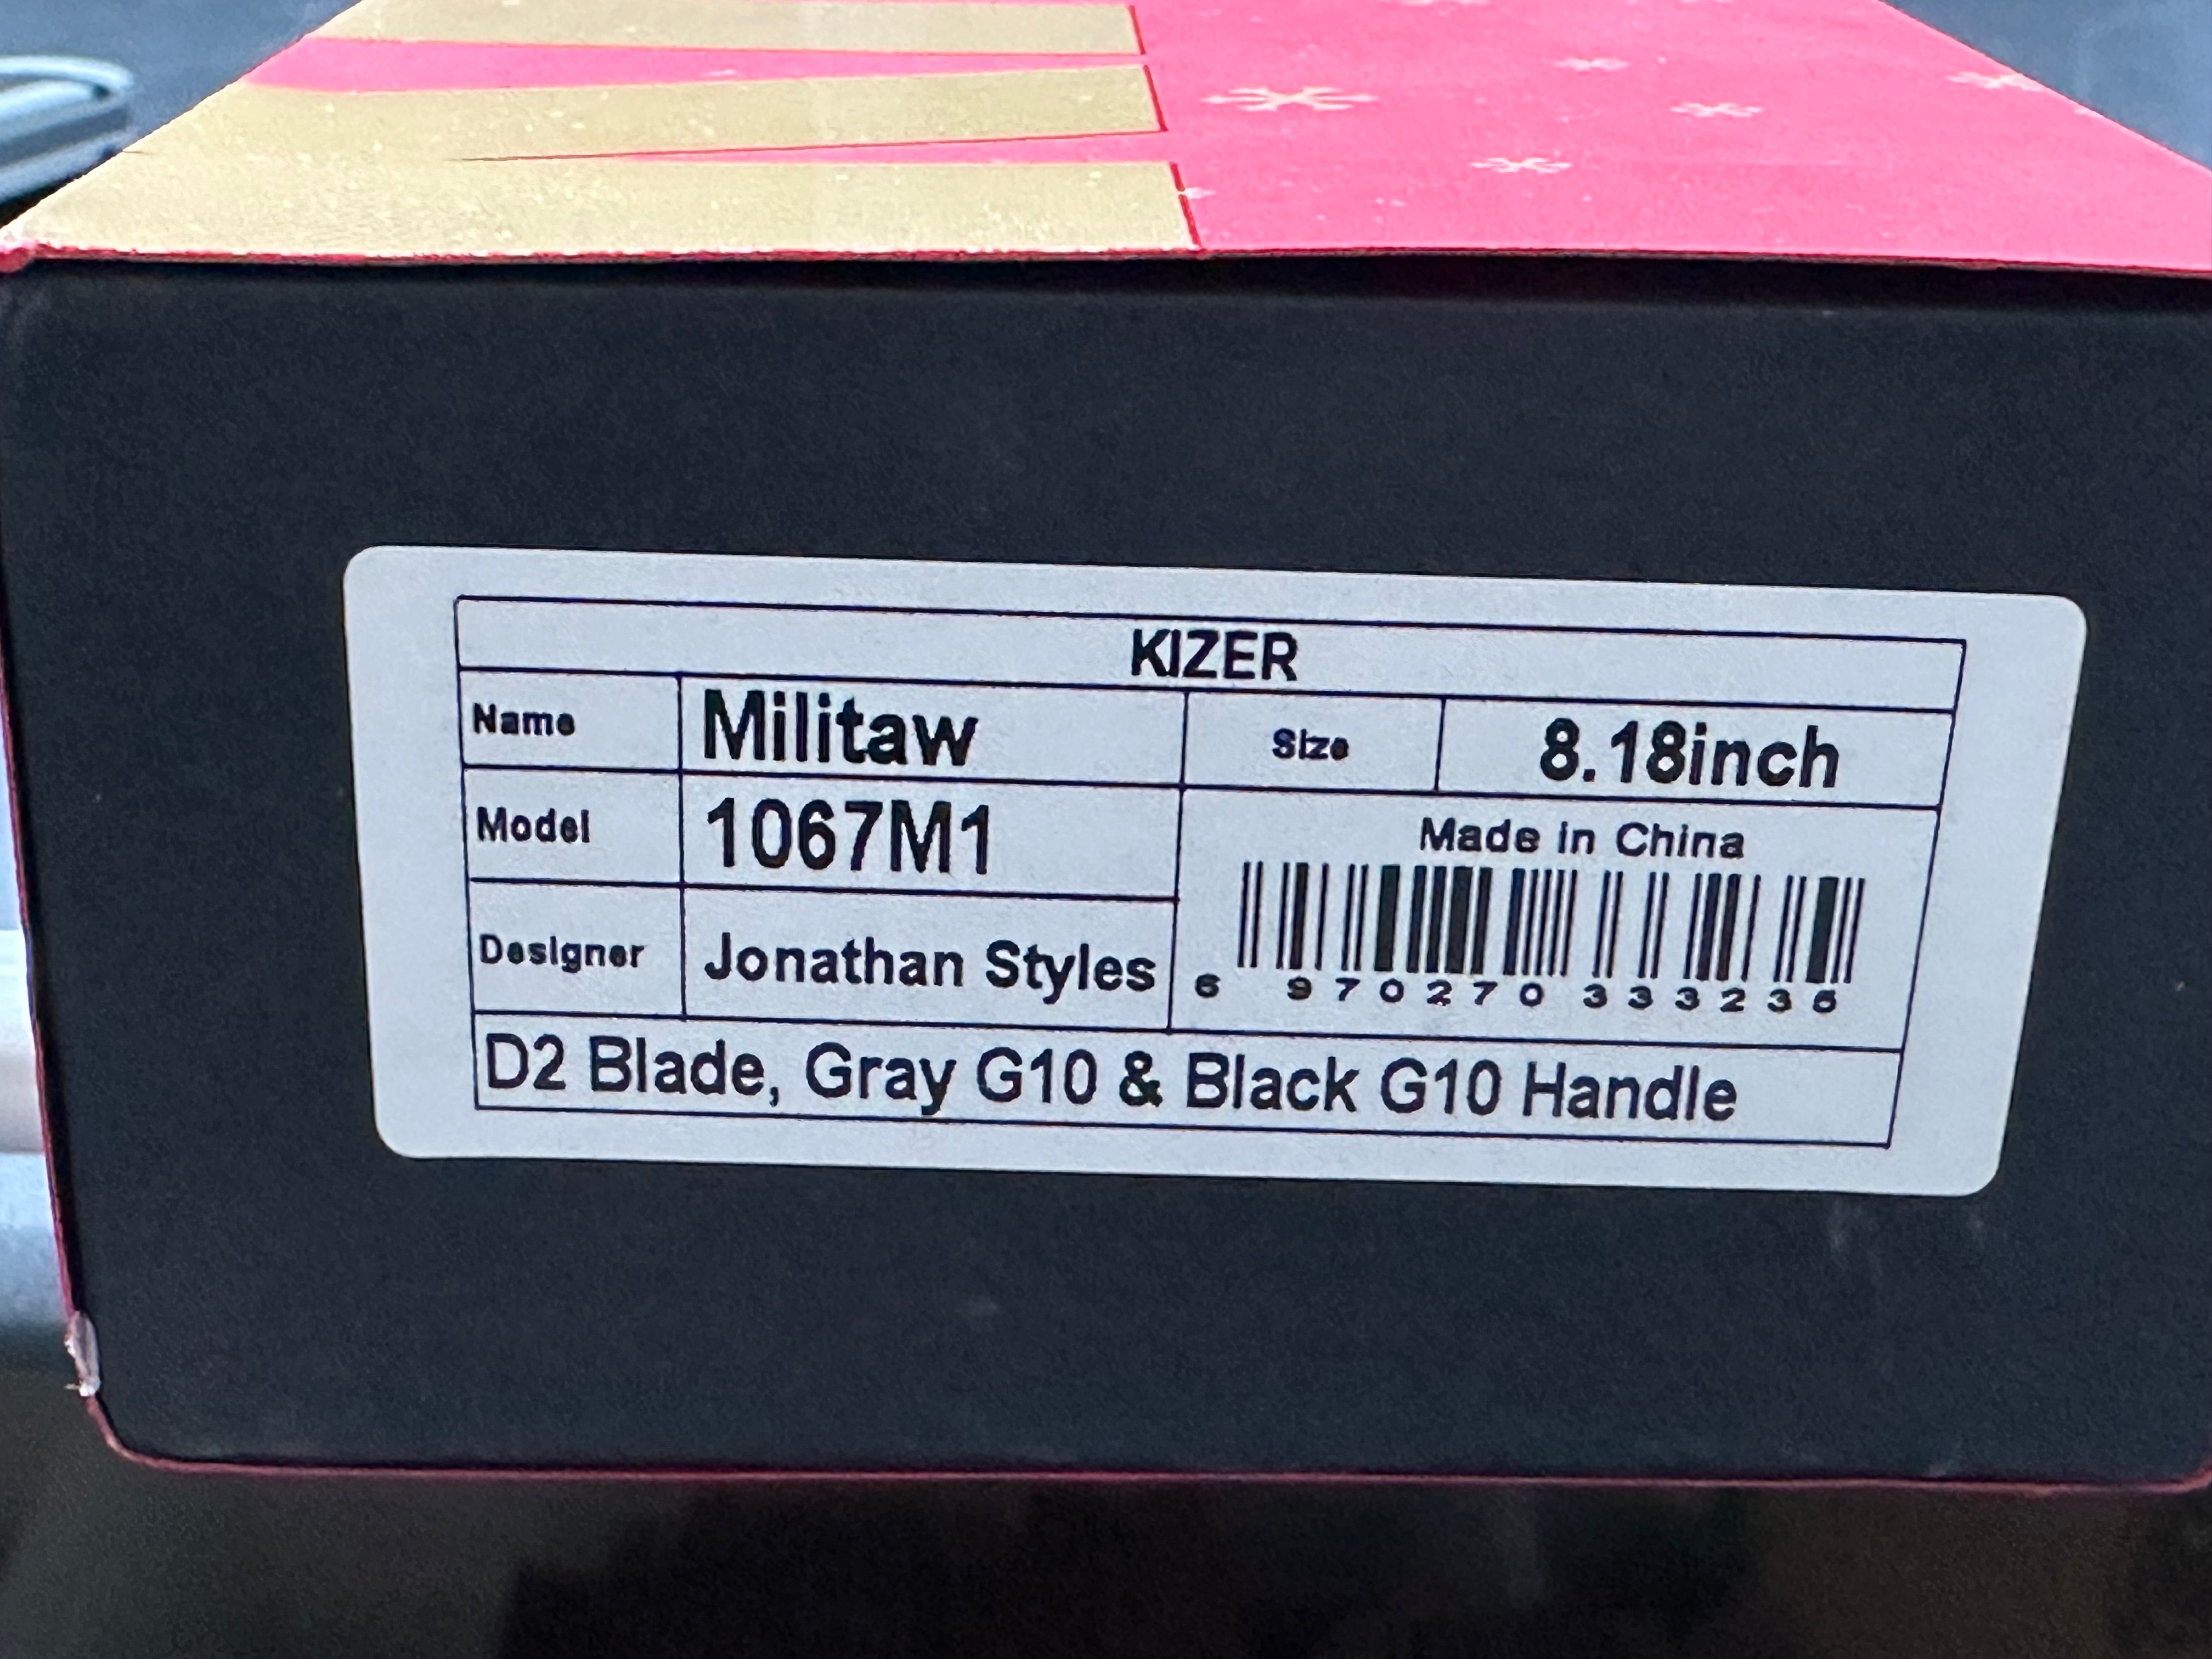 KIZER
Name Militaw Size 8.18inch
Model 1067M1
Made in China
Designer Jonathan Styles
6 970270 333235
D2 Blade, Gray G10 & Black G10 Handle